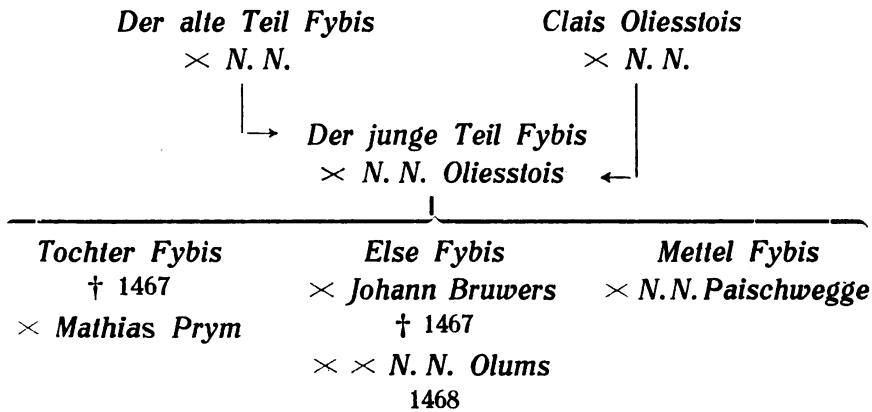 Der alte Teil Fybis
× N. N.
Clais Oliesstois
× N. N.
Der junge Teil Fybis
× N. N. Oliesstois
Tochter Fybis
† 1467
× Mathias Prym
Else Fybis
× Johann Bruwers
† 1467
× × N. N. Olums
1468
Mettel Fybis
× N. N. Paischwegge